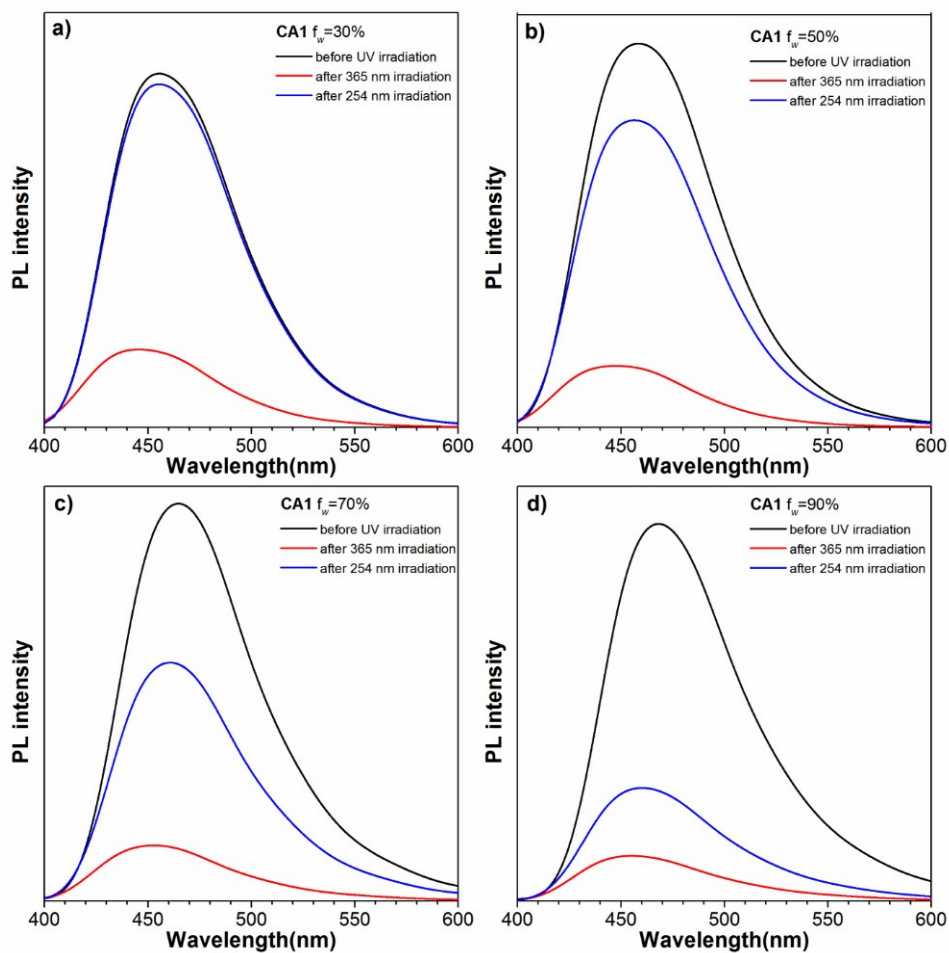 a)
CA1 f_w=30%
before UV irradiation
after 365 nm irradiation
after 254 nm irradiation
PL intensity
400 450 500 550 600
Wavelength(nm)
b)
CA1 f_w=50%
before UV irradiation
after 365 nm irradiation
after 254 nm irradiation
PL intensity
400 450 500 550 600
Wavelength(nm)
c)
CA1 f_w=70%
before UV irradiation
after 365 nm irradiation
after 254 nm irradiation
PL intensity
400 450 500 550 600
Wavelength(nm)
d)
CA1 f_w=90%
before UV irradiation
after 365 nm irradiation
after 254 nm irradiation
PL intensity
400 450 500 550 600
Wavelength(nm)